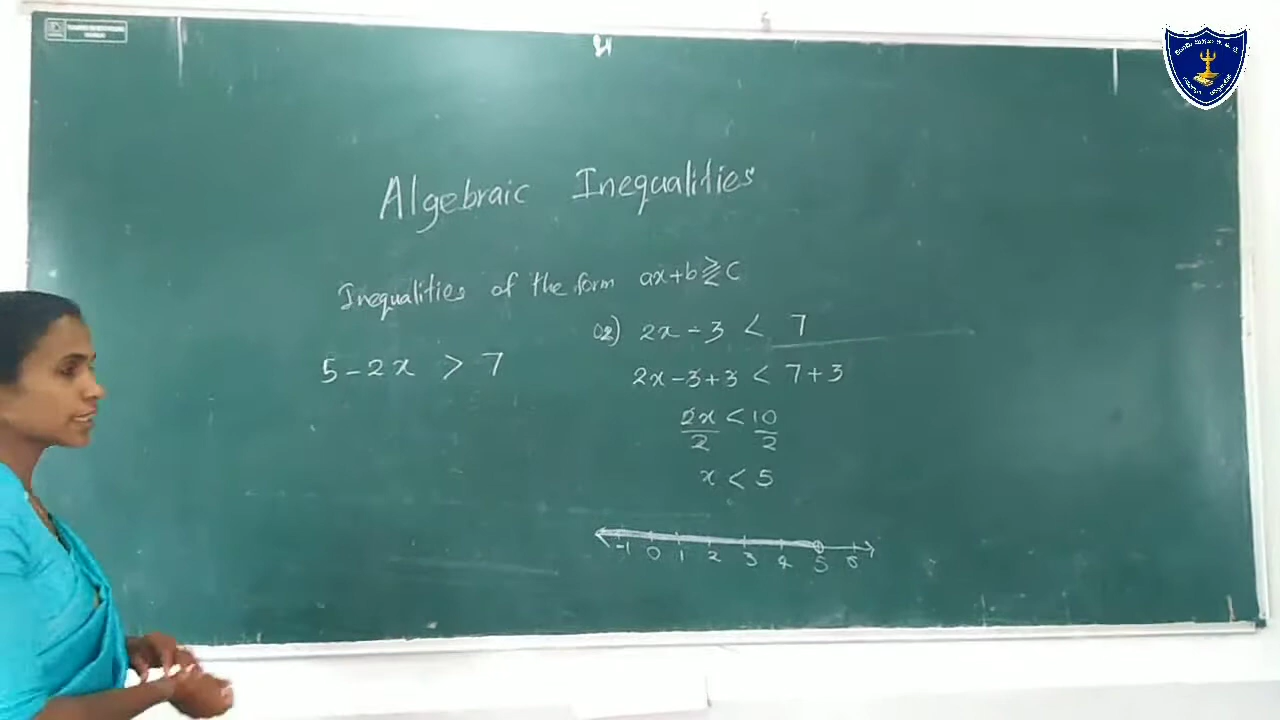 Algebraic Inequalities
Inequalities of the form ax+b⋛c
5-2x > 7
02) 2x - 3 < 7
2x-3+3 < 7+3
2x/2 < 10/2
x < 5
-1 0 1 2 3 4 5 6